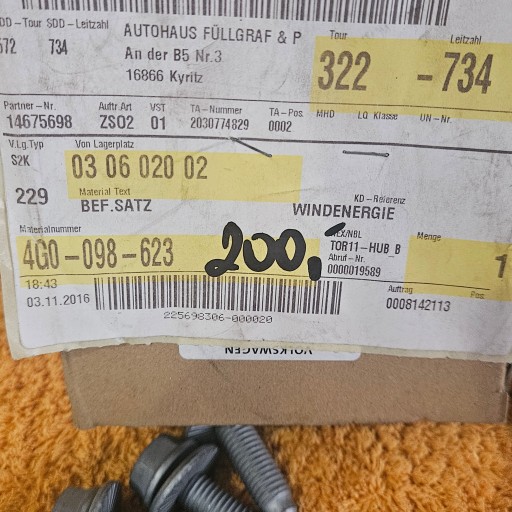 DD-Tour SDD-Leitzahl
572 734
AUTOHAUS FÜLLGRAF & P
An der B5 Nr.3
16866 Kyritz
Tour Leitzahl
322 -734
Partner-Nr. Auftr.Art VST TA-Nummer TA-Pos. MHD LQ Klasse UN-Nr.
14675698 ZS02 01 2030774829 0002
V.Lg.Typ Von Lagerplatz
S2K 03 06 020 02
229 Material Text KD-Referenz
BEF.SATZ WINDENERGIE
Materialnummer Menge
4G0-098-623 200,- TOR11-HUB_B 1
Abruf-Nr.
0000019589
18:43 Auftrag Pos.
03.11.2016 0008142113
225698306-000020
VOLKSWAGEN